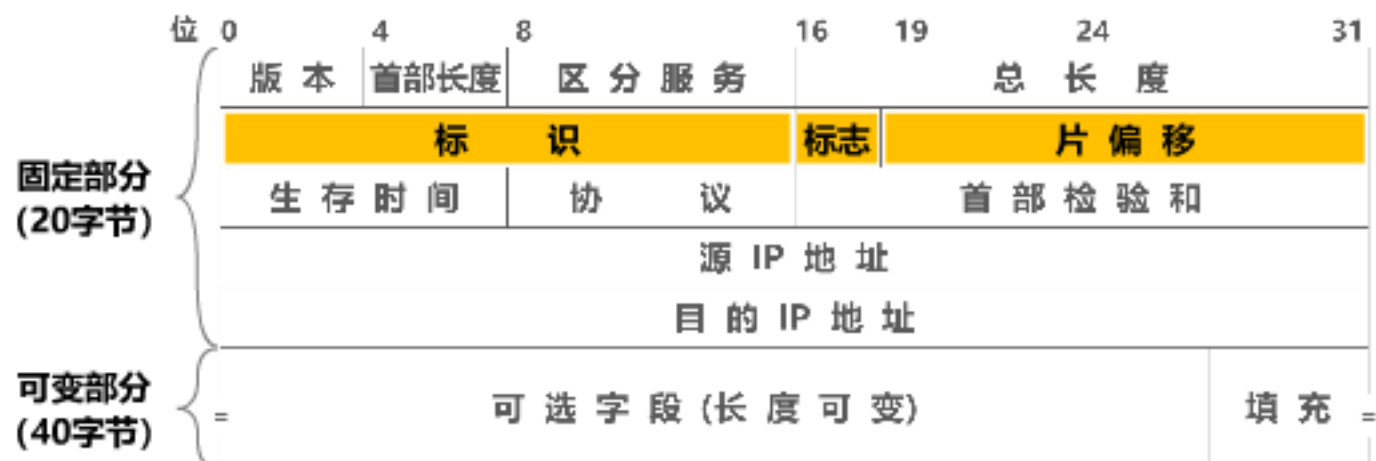 位 0 4 8 16 19 24 31
版 本 首部长度 区 分 服 务 总 长 度
标 识 标志 片 偏 移
固定部分
(20字节)
生 存 时 间 协 议 首 部 检 验 和
源 IP 地 址
目 的 IP 地 址
可变部分
(40字节)
= 可 选 字 段 (长 度 可 变) 填 充 =